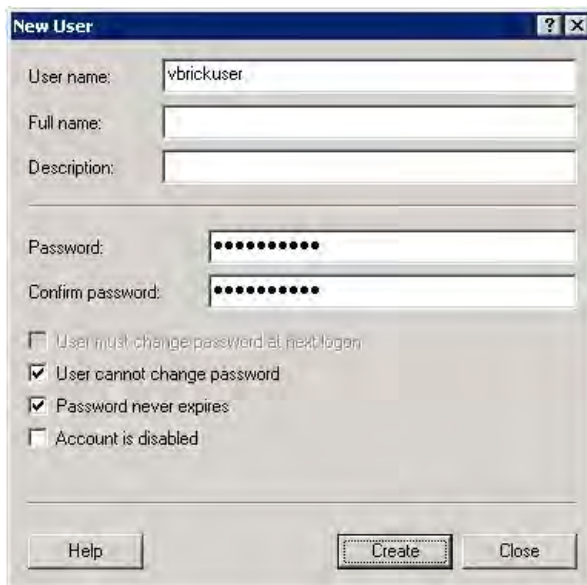 New User
User name: vbrickuser
Full name:
Description:
Password: ●●●●●●●●●●
Confirm password: ●●●●●●●●●●
User must change password at next logon
User cannot change password
Password never expires
Account is disabled
Help Create Close